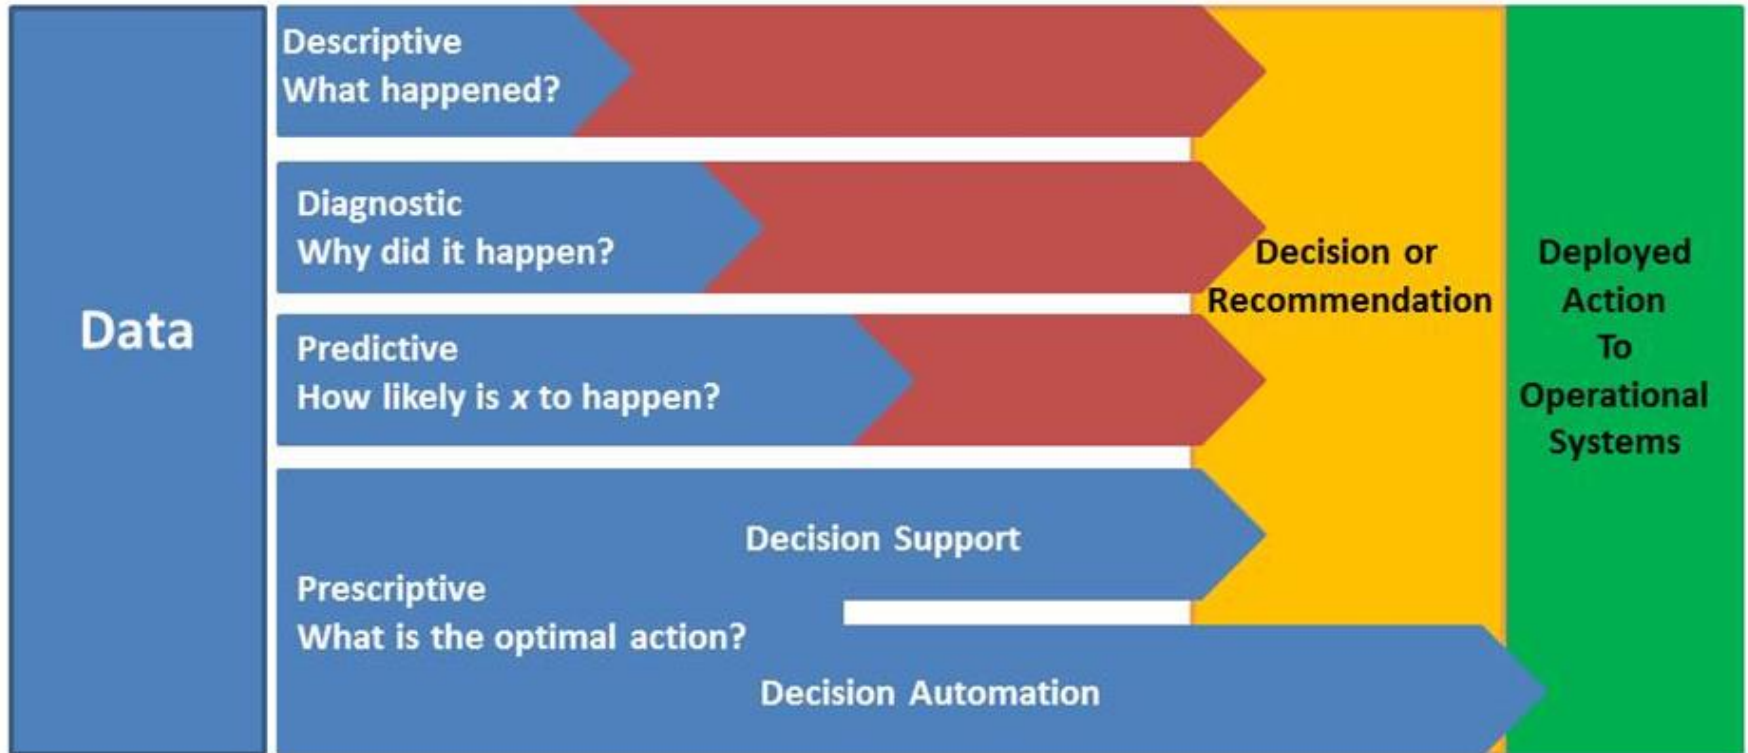 Data
Descriptive
What happened?
Diagnostic
Why did it happen?
Predictive
How likely is x to happen?
Prescriptive
What is the optimal action?
Decision Support
Decision Automation
Decision or
Recommendation
Deployed
Action
To
Operational
Systems